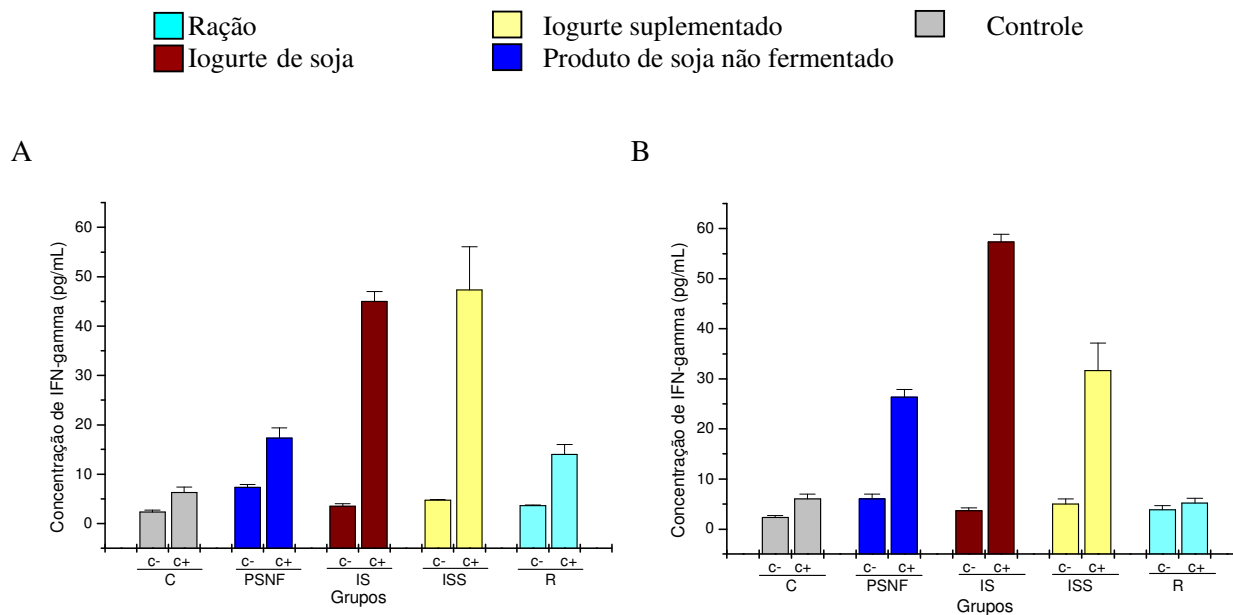 Ração Iogurte suplementado Controle
Iogurte de soja Produto de soja não fermentado
A
B
Concentração de IFN-gamma (pg/mL)
60
50
40
30
20
10
0
c- c+ c- c+ c- c+ c- c+ c- c+
C PSNF IS ISS R
Grupos
Concentração de IFN-gamma (pg/mL)
60
50
40
30
20
10
0
c- c+ c- c+ c- c+ c- c+ c- c+
C PSNF IS ISS R
Grupos